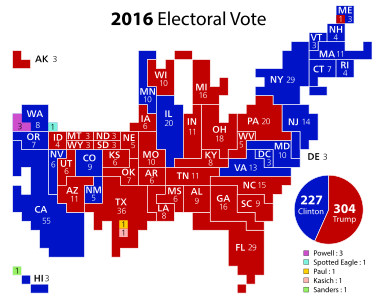 2016 Electoral Vote
ME
1 3
AK 3
VT
3
NH
4
WI
10
MI
16
MA 11
NY 29
CT 7
RI
4
MN
10
WA
3 8
1
ID
4
MT 3
ND 3
IA
6
IL
20
IN
11
OH
18
PA 20
NJ 14
OR
7
WY 3
SD 3
NE
5
WV
5
MD
10
NV
6
CO
9
KS
6
MO
10
KY
8
DC
3
DE 3
VA 13
OK
7
AR
6
TN 11
NC 15
CA
55
AZ
11
NM
5
TX
36
MS
6
AL
9
GA
16
SC 9
LA
8
1
1
FL 29
1
HI 3
227
Clinton
304
Trump
Powell : 3
Spotted Eagle : 1
Paul : 1
Kasich : 1
Sanders : 1